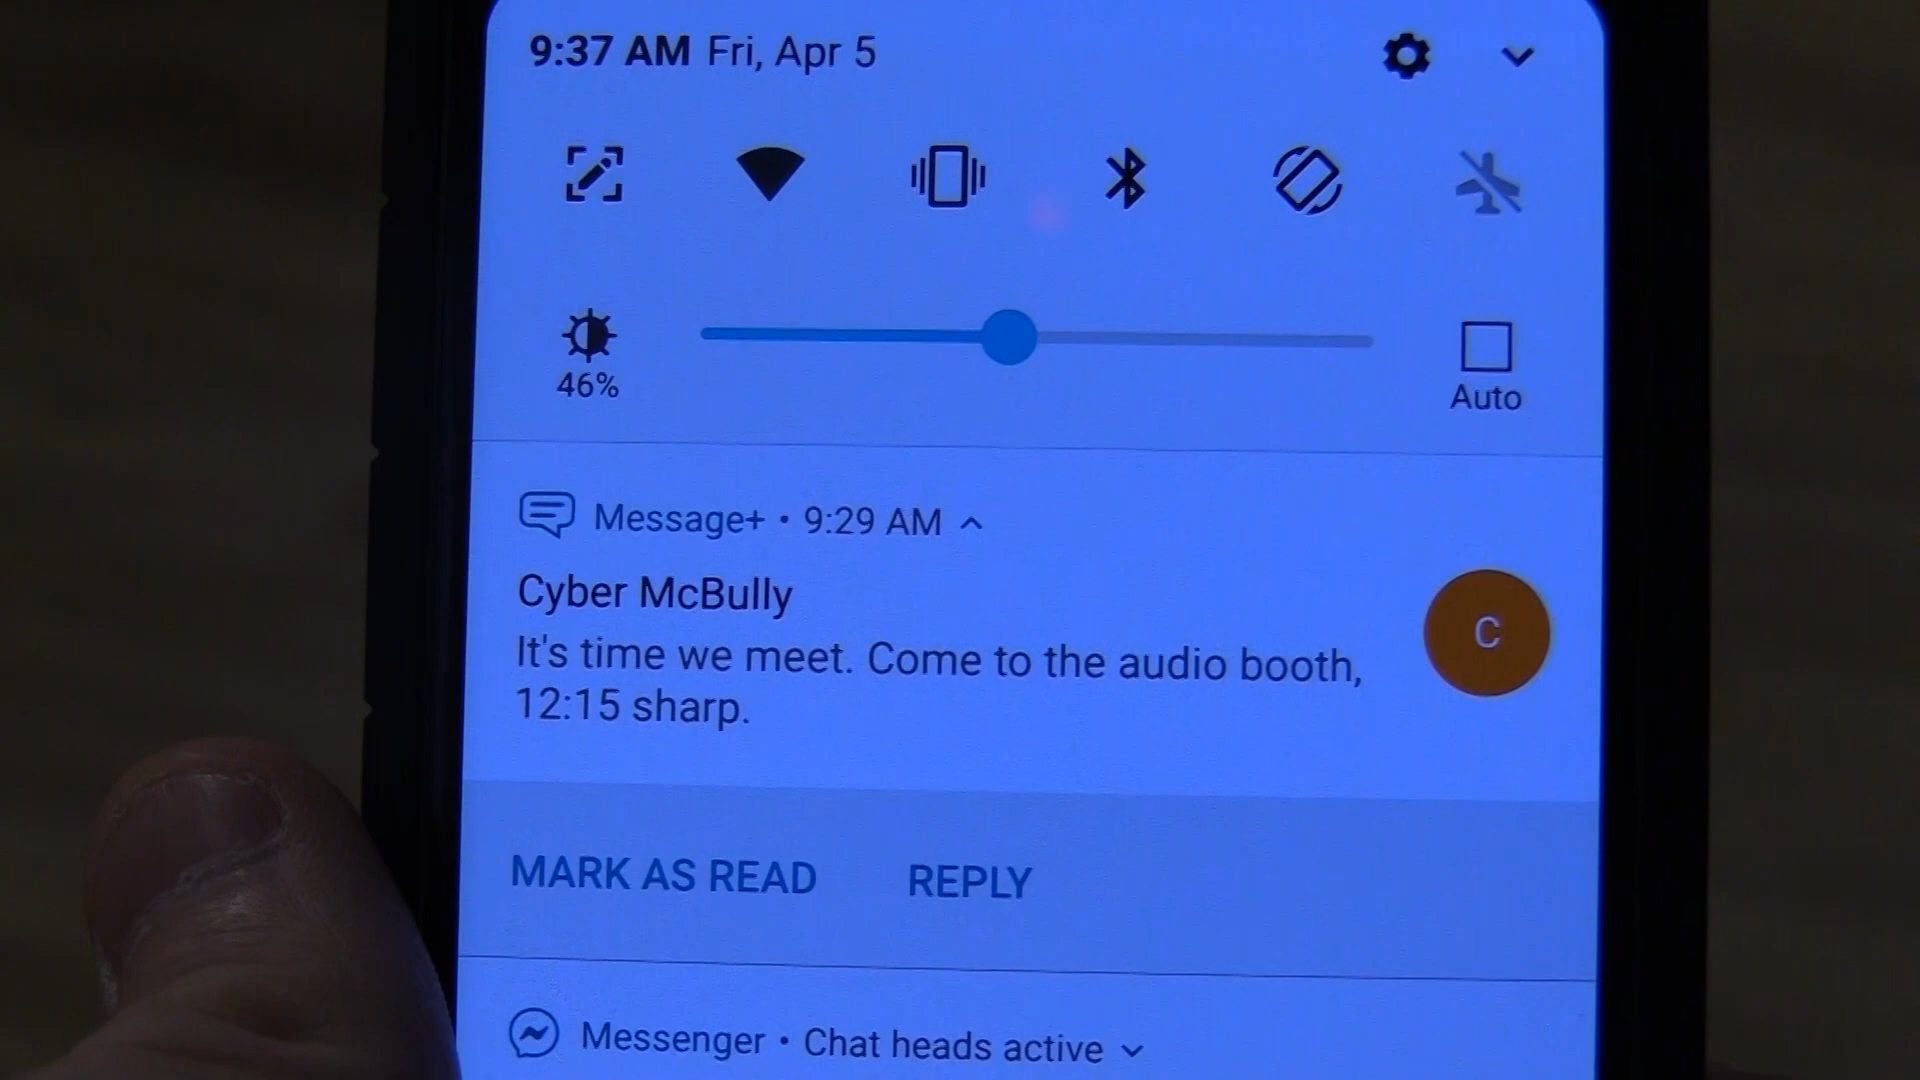 9:37 AM Fri, Apr 5
46%
Auto
Message+ • 9:29 AM
Cyber McBully
It's time we meet. Come to the audio booth,
12:15 sharp.
C
MARK AS READ REPLY
Messenger • Chat heads active